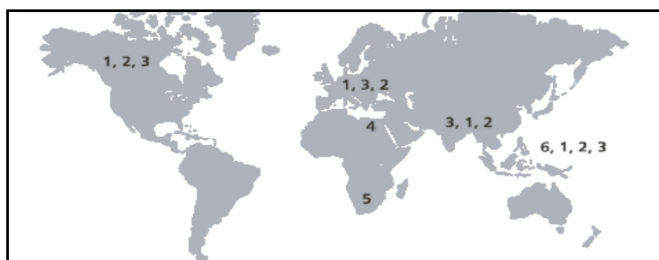 1, 2, 3
1, 3, 2
4
3, 1, 2
6, 1, 2, 3
5